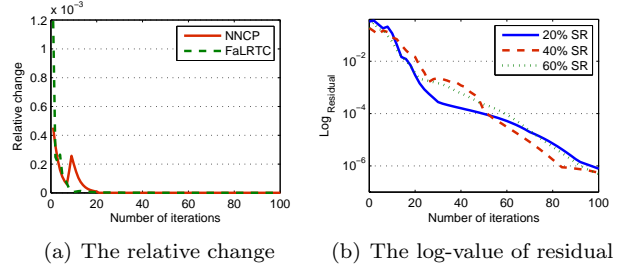 x 10⁻³
1.2
1
0.8
0.6
0.4
0.2
0
0 20 40 60 80 100
Relative change
Number of iterations
NNCP
FaLRTC
(a) The relative change
10⁻²
10⁻⁴
10⁻⁶
0 20 40 60 80 100
Log Residual
Number of iterations
20% SR
40% SR
60% SR
(b) The log-value of residual